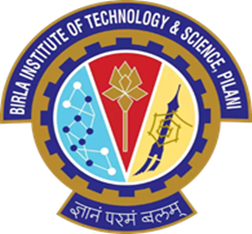 BIRLA INSTITUTE OF TECHNOLOGY & SCIENCE, PILANI
ज्ञानं परमं बलम्